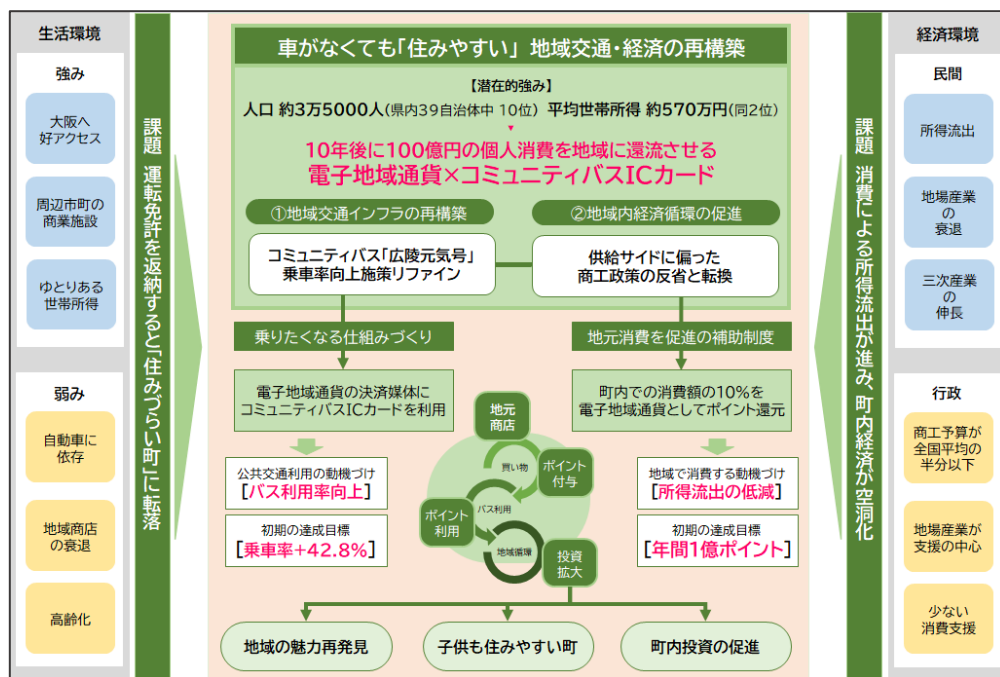 生活環境
強み
大阪へ
好アクセス
周辺市町の
商業施設
ゆとりある
世帯所得
弱み
自動車に
依存
地域商店
の衰退
高齢化
課題 運転免許を返納すると「住みづらい町」に転落
車がなくても「住みやすい」 地域交通・経済の再構築
【潜在的強み】
人口 約3万5000人(県内39自治体中 10位) 平均世帯所得 約570万円(同2位)
10年後に100億円の個人消費を地域に還流させる
電子地域通貨×コミュニティバスICカード
①地域交通インフラの再構築
コミュニティバス「広陵元気号」
乗車率向上施策リファイン
②地域内経済循環の促進
供給サイドに偏った
商工政策の反省と転換
乗りたくなる仕組みづくり
電子地域通貨の決済媒体に
コミュニティバスICカードを利用
公共交通利用の動機づけ
[バス利用率向上]
初期の達成目標
[乗車率+42.8%]
地元消費を促進の補助制度
町内での消費額の10%を
電子地域通貨としてポイント還元
地域で消費する動機づけ
[所得流出の低減]
初期の達成目標
[年間1億ポイント]
地元
商店
買い物
ポイント
付与
バス利用
ポイント
利用
地域循環
投資
拡大
地域の魅力再発見
子供も住みやすい町
町内投資の促進
課題 消費による所得流出が進み、町内経済が空洞化
経済環境
民間
所得流出
地場産業
の
衰退
三次産業
の
伸長
行政
商工予算が
全国平均の
半分以下
地場産業が
支援の中心
少ない
消費支援